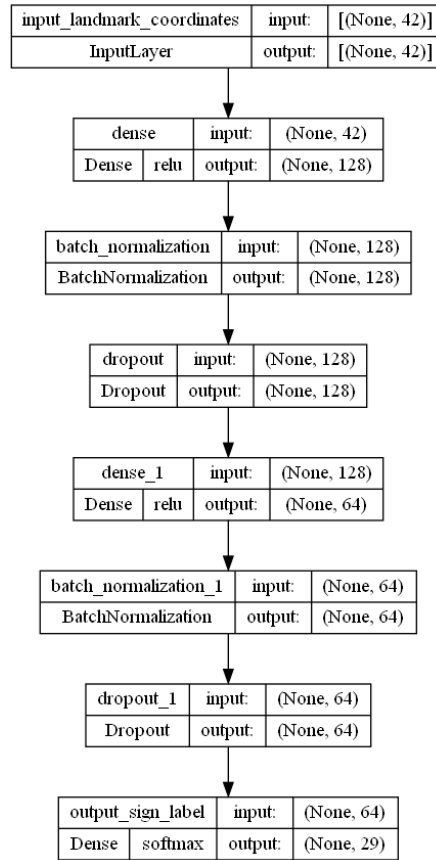 input_landmark_coordinates input: [(None, 42)]
InputLayer output: [(None, 42)]
dense input: (None, 42)
Dense relu output: (None, 128)
batch_normalization input: (None, 128)
BatchNormalization output: (None, 128)
dropout input: (None, 128)
Dropout output: (None, 128)
dense_1 input: (None, 128)
Dense relu output: (None, 64)
batch_normalization_1 input: (None, 64)
BatchNormalization output: (None, 64)
dropout_1 input: (None, 64)
Dropout output: (None, 64)
output_sign_label input: (None, 64)
Dense softmax output: (None, 29)